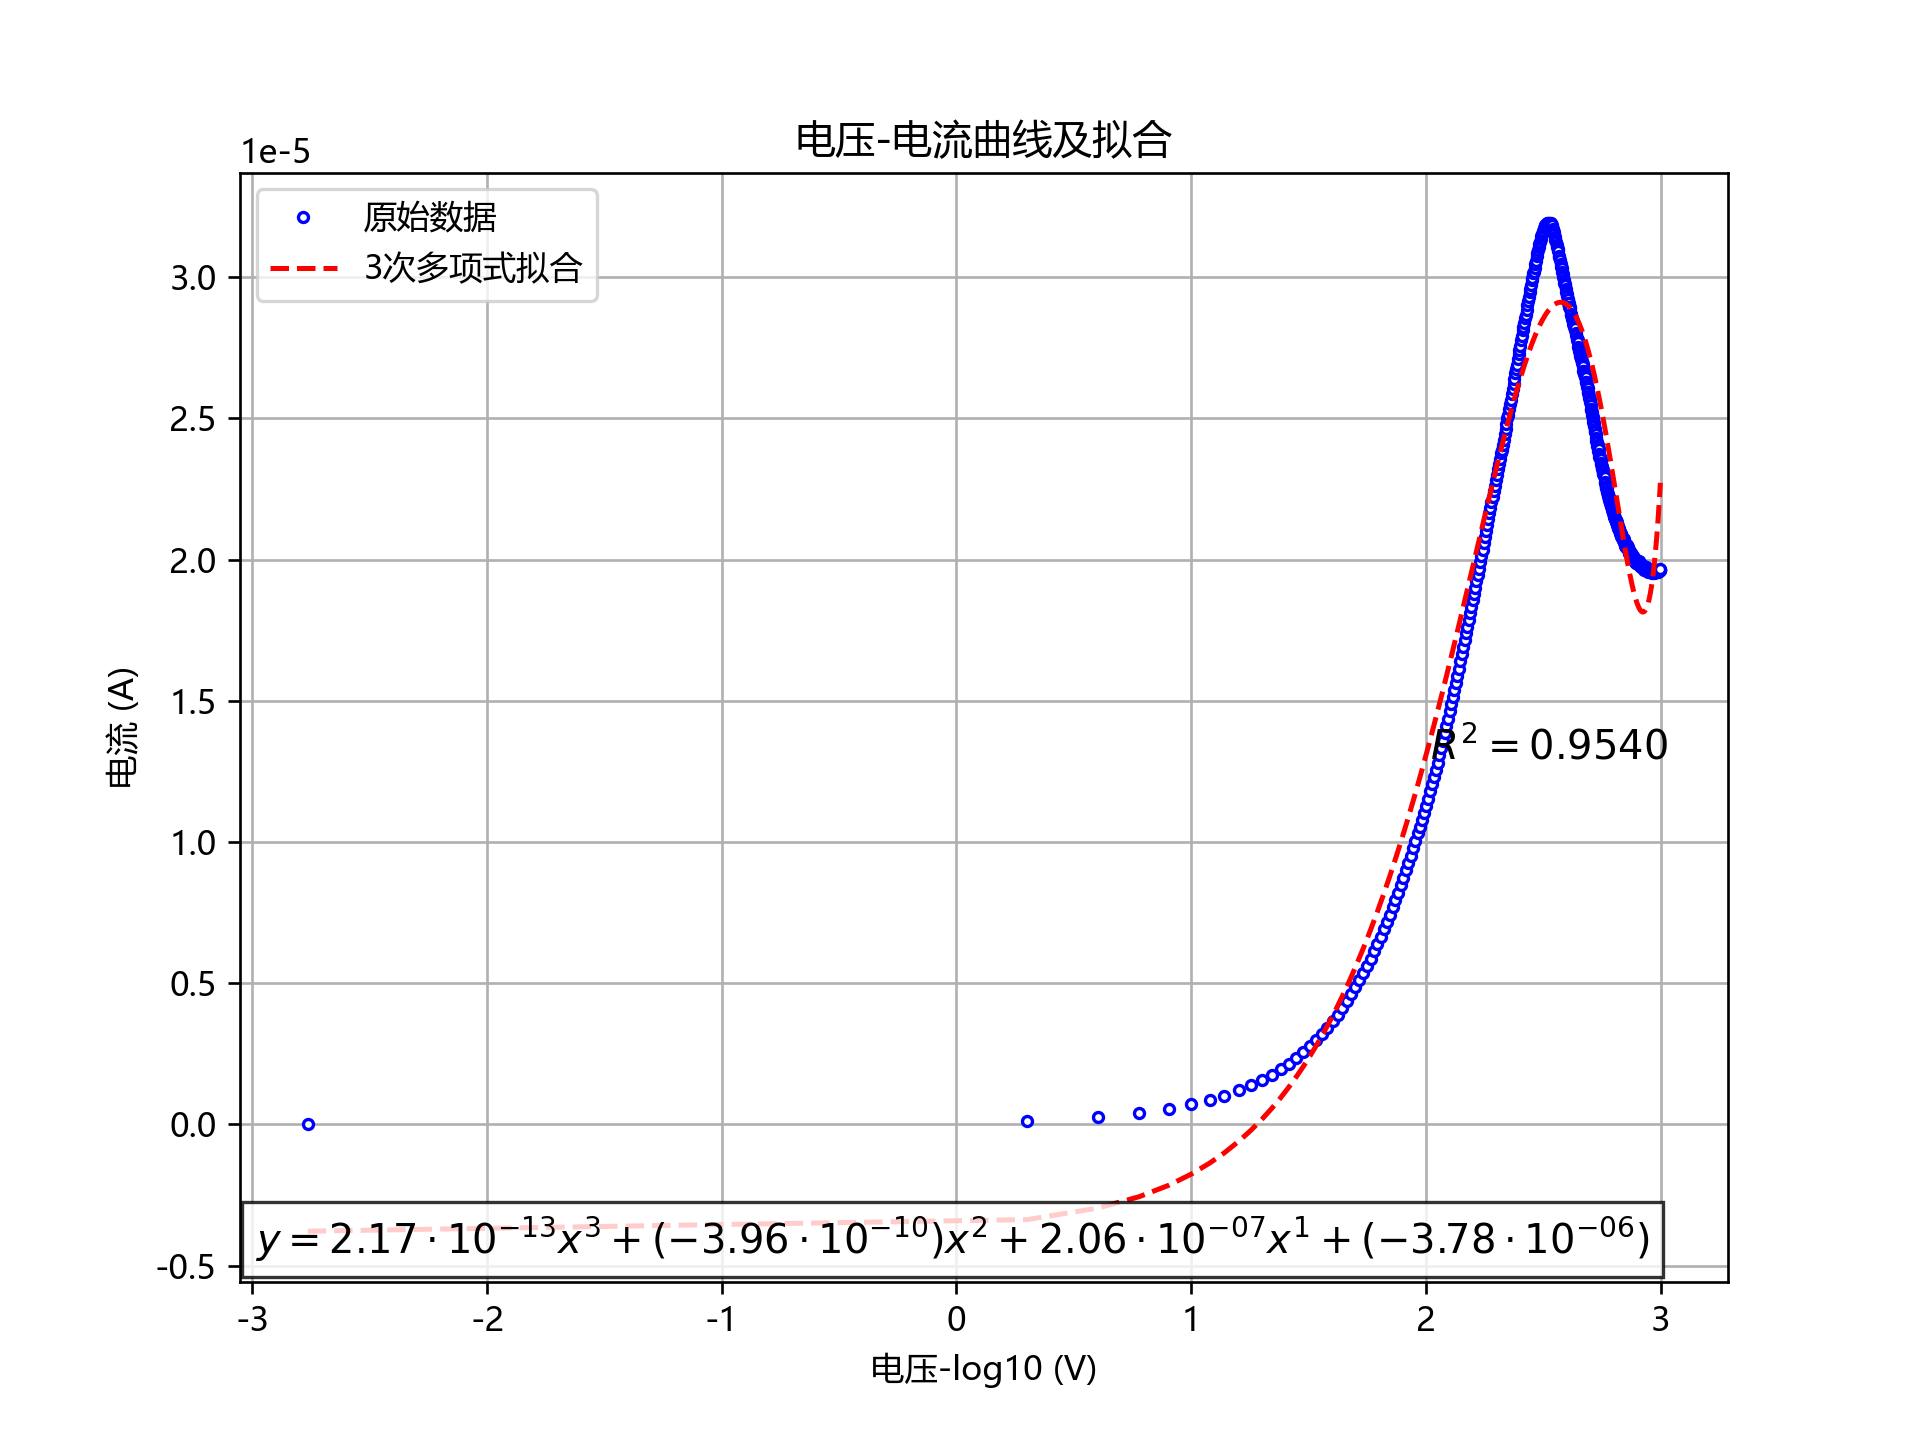 电压-电流曲线及拟合
1e-5
原始数据
3次多项式拟合
3.0
2.5
2.0
1.5
1.0
0.5
0.0
-0.5
电流 (A)
R² = 0.9540
y = 2.17 · 10⁻¹³x³ + (−3.96 · 10⁻¹⁰)x² + 2.06 · 10⁻⁰⁷x¹ + (−3.78 · 10⁻⁰⁶)
-3 -2 -1 0 1 2 3
电压-log10 (V)